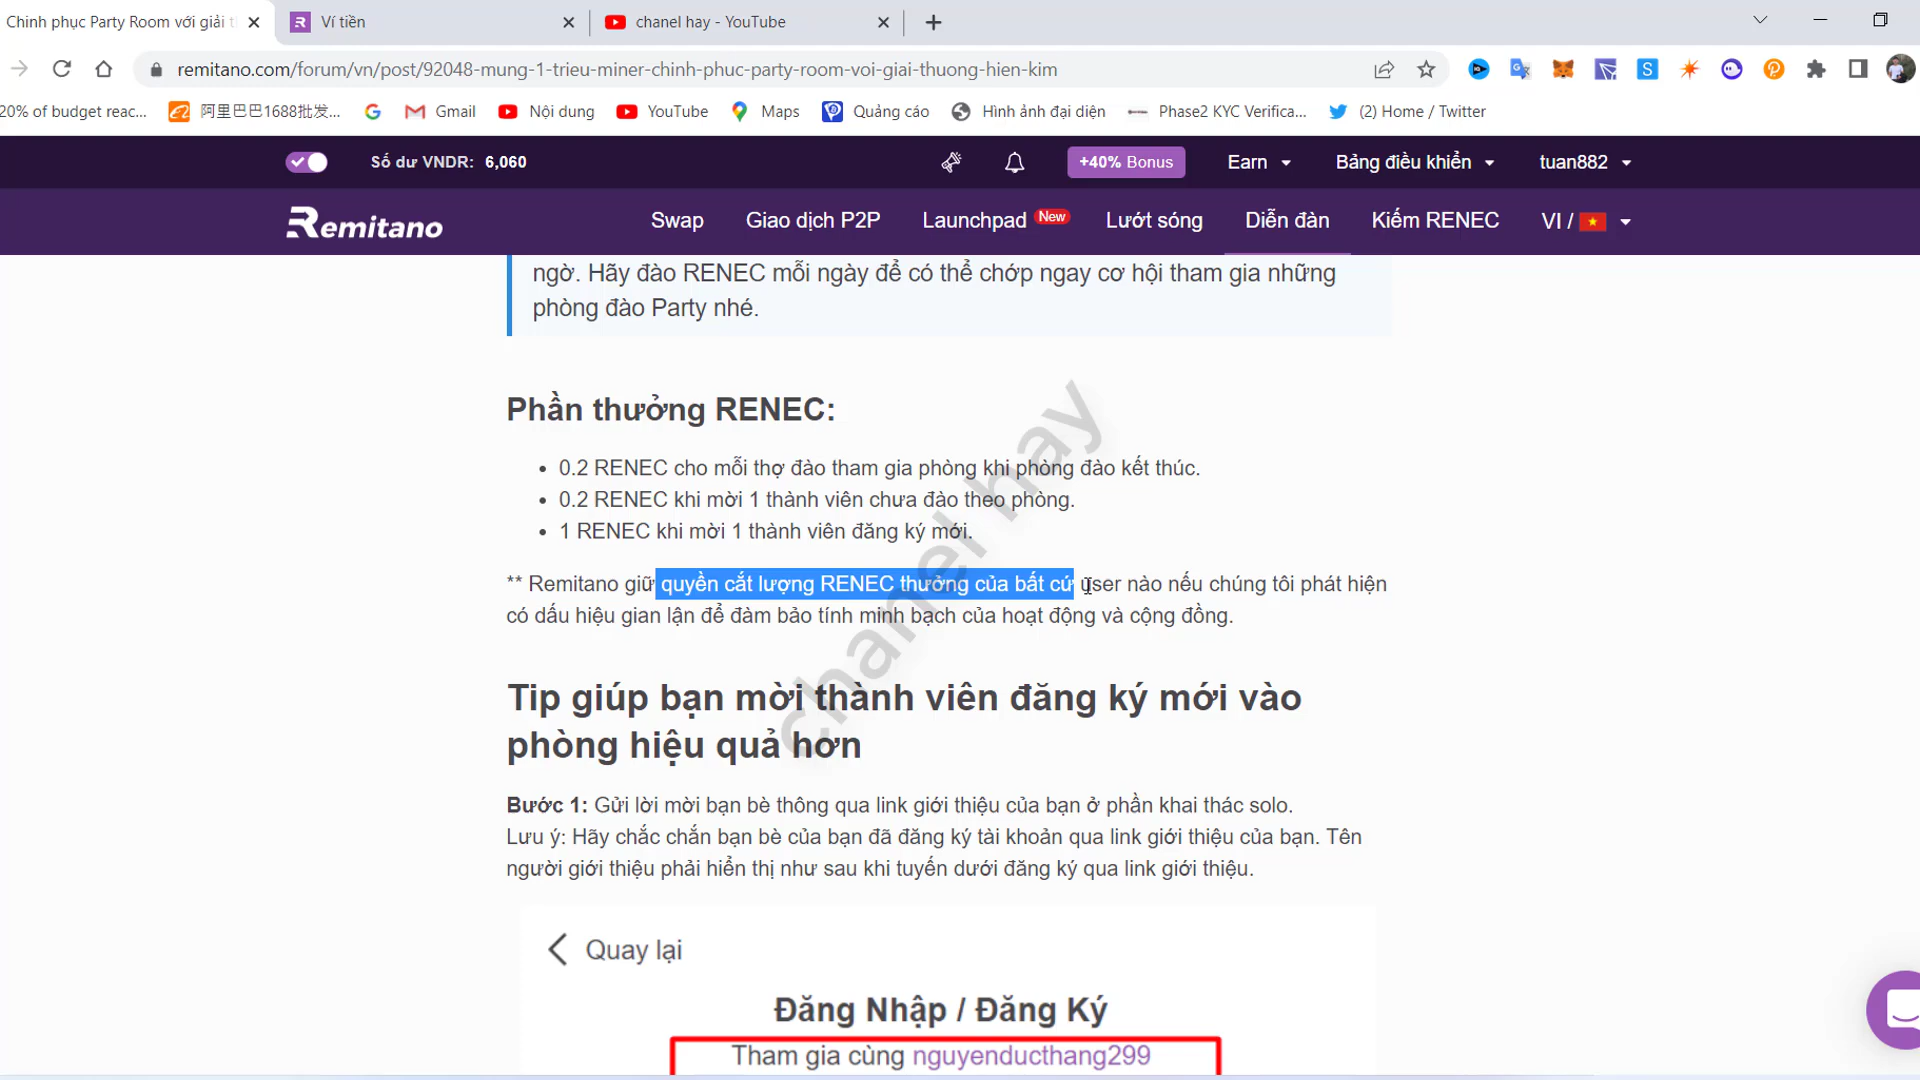 Chinh phục Party Room với giải t
Ví tiền
chanel hay - YouTube
remitano.com/forum/vn/post/92048-mung-1-trieu-miner-chinh-phuc-party-room-voi-giai-thuong-hien-kim
20% of budget reac...
阿里巴巴1688批发...
Gmail
Nội dung
YouTube
Maps
Quảng cáo
Hình ảnh đại diện
Phase2 KYC Verifica...
(2) Home / Twitter
Số dư VNDR: 6,060
+40% Bonus
Earn
Bảng điều khiển
tuan882
Remitano
Swap
Giao dịch P2P
Launchpad New
Lướt sóng
Diễn đàn
Kiếm RENEC
VI /
ngờ. Hãy đào RENEC mỗi ngày để có thể chớp ngay cơ hội tham gia những
phòng đào Party nhé.
Phần thưởng RENEC:
• 0.2 RENEC cho mỗi thợ đào tham gia phòng khi phòng đào kết thúc.
• 0.2 RENEC khi mời 1 thành viên chưa đào theo phòng.
• 1 RENEC khi mời 1 thành viên đăng ký mới.
** Remitano giữ quyền cắt lượng RENEC thưởng của bất cứ user nào nếu chúng tôi phát hiện
có dấu hiệu gian lận để đảm bảo tính minh bạch của hoạt động và cộng đồng.
chanel hay
Tip giúp bạn mời thành viên đăng ký mới vào
phòng hiệu quả hơn
Bước 1: Gửi lời mời bạn bè thông qua link giới thiệu của bạn ở phần khai thác solo.
Lưu ý: Hãy chắc chắn bạn bè của bạn đã đăng ký tài khoản qua link giới thiệu của bạn. Tên
người giới thiệu phải hiển thị như sau khi tuyến dưới đăng ký qua link giới thiệu.
Quay lại
Đăng Nhập / Đăng Ký
Tham gia cùng nguyenducthang299